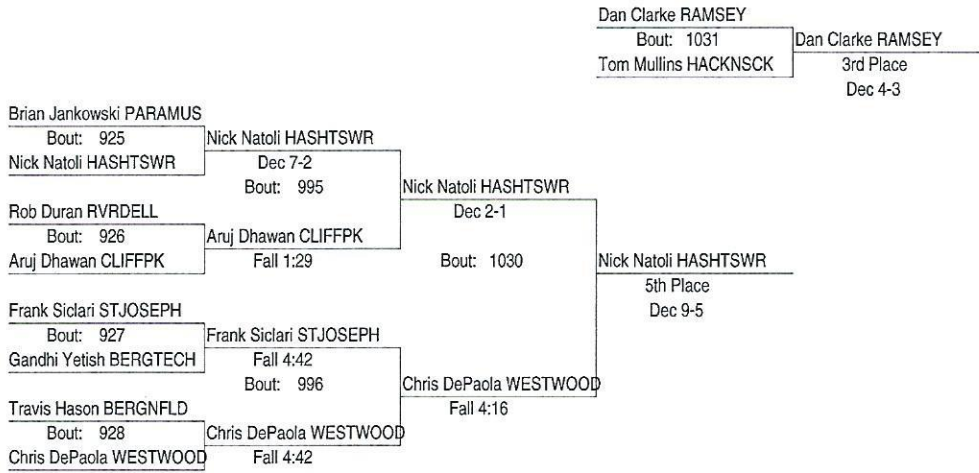 Dan Clarke RAMSEY
Bout: 1031
Dan Clarke RAMSEY
Tom Mullins HACKNSCK
3rd Place
Dec 4-3
Brian Jankowski PARAMUS
Bout: 925
Nick Natoli HASHTSWR
Nick Natoli HASHTSWR
Dec 7-2
Bout: 995
Nick Natoli HASHTSWR
Dec 2-1
Rob Duran RVRDELL
Bout: 926
Aruj Dhawan CLIFFPK
Aruj Dhawan CLIFFPK
Fall 1:29
Bout: 1030
Nick Natoli HASHTSWR
5th Place
Dec 9-5
Frank Siclari STJOSEPH
Bout: 927
Frank Siclari STJOSEPH
Gandhi Yetish BERGTECH
Fall 4:42
Bout: 996
Chris DePaola WESTWOOD
Fall 4:16
Travis Hason BERGNFLD
Bout: 928
Chris DePaola WESTWOOD
Chris DePaola WESTWOOD
Fall 4:42